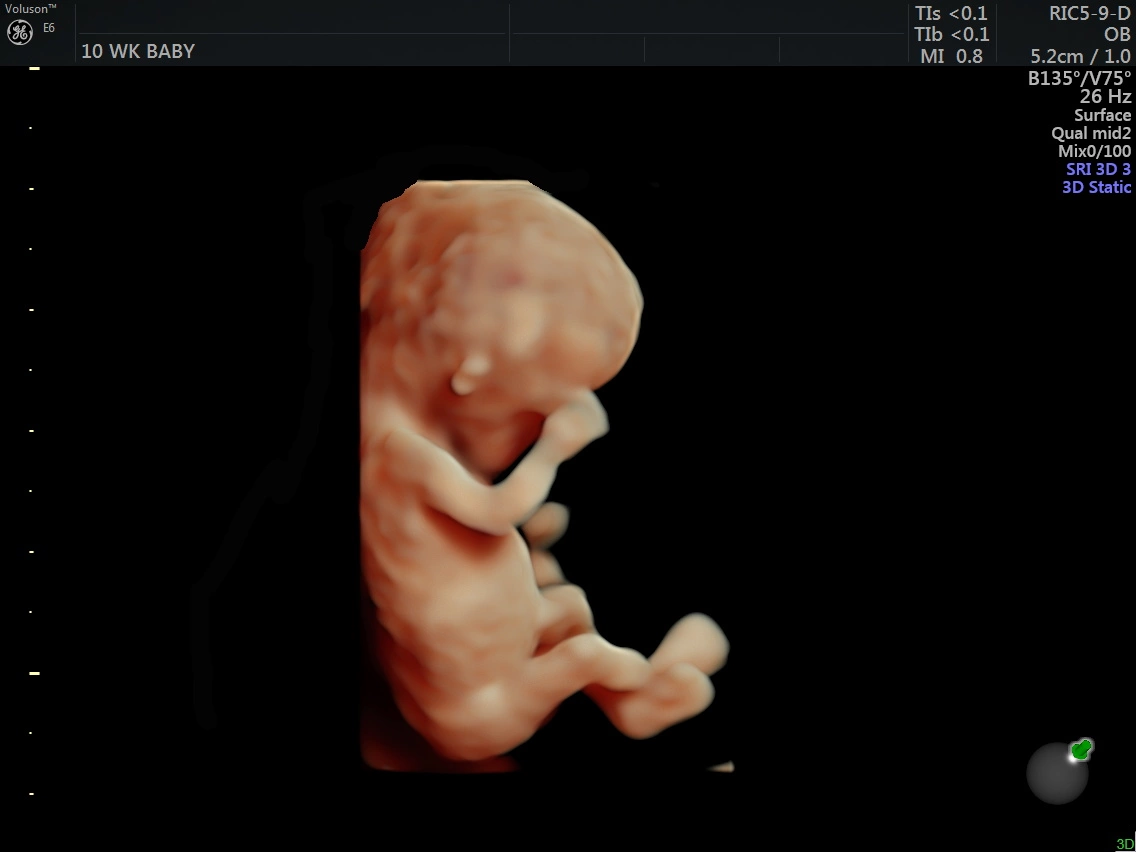 Voluson™
E6
10 WK BABY
TIs <0.1
TIb <0.1
MI 0.8
RIC5-9-D
OB
5.2cm / 1.0
B135°/V75°
26 Hz
Surface
Qual mid2
Mix0/100
SRI 3D 3
3D Static
3D